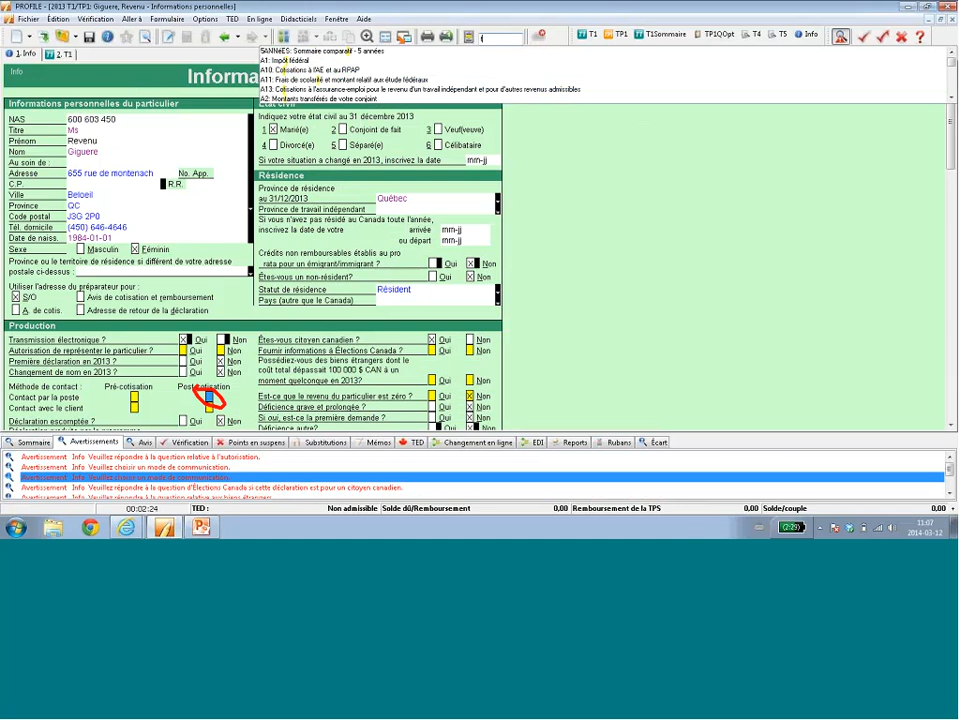 PROFILE - [2013 T1/TP1: Giguere, Revenu - Informations personnelles]
Fichier Édition Vérification Aller à Formulaire Options TED En ligne Didacticiels Fenêtre Aide
T1 TP1 T1Sommaire TP1QOpt T4 T5 Info
1. Info 2. T1
5ANNéES: Sommaire comparatif - 5 années
A1: Impôt fédéral
A10: Cotisations à l'AE et au RPAP
A11: Frais de scolarité et montant relatif aux étude fédéraux
A13: Cotisations à l'assurance-emploi pour le revenu d'un travail indépendant et pour d'autres revenus admissibles
A2: Montants transférés de votre conjoint
Info
Informa
Informations personnelles du particulier
NAS 600 603 450
Titre Ms
Prénom Revenu
Nom Giguere
Au soin de :
Adresse 655 rue de montenach No. App.
C.P. R.R.
Ville Beloeil
Province QC
Code postal J3G 2P0
Tél. domicile (450) 646-4646
Date de naiss. 1984-01-01
Sexe Masculin X Féminin
Province ou le territoire de résidence si différent de votre adresse
postale ci-dessus :
Utiliser l'adresse du préparateur pour :
X S/O Avis de cotisation et remboursement
A. de cotis. Adresse de retour de la déclaration
État civil
Indiquez votre état civil au 31 décembre 2013
1 X Marié(e) 2 Conjoint de fait 3 Veuf(veuve)
4 Divorcé(e) 5 Séparé(e) 6 Célibataire
Si votre situation a changé en 2013, inscrivez la date mm-jj
Résidence
Province de résidence
au 31/12/2013 Québec
Province de travail indépendant
Si vous n'avez pas résidé au Canada toute l'année,
inscrivez la date de votre arrivée mm-jj
ou départ mm-jj
Crédits non remboursables établis au pro
rata pour un émigrant/immigrant ? Oui X Non
Êtes-vous un non-résident? Oui X Non
Statut de résidence Résident
Pays (autre que le Canada)
Production
Transmission électronique ? X Oui Non
Autorisation de représenter le particulier ? Oui Non
Première déclaration en 2013 ? Oui X Non
Changement de nom en 2013 ? Oui X Non
Méthode de contact : Pré-cotisation Post-cotisation
Contact par la poste
Contact avec le client
Déclaration escomptée ? Oui X Non
Êtes-vous citoyen canadien ? X Oui Non
Fournir informations à Élections Canada ? Oui Non
Possédiez-vous des biens étrangers dont le
coût total dépassait 100 000 $ CAN à un
moment quelconque en 2013? Oui Non
Est-ce que le revenu du particulier est zéro ? Oui X Non
Déficience grave et prolongée ? Oui X Non
Si oui, est-ce la première demande ? Oui X Non
Déficience autre? Oui X Non
Sommaire Avertissements Avis Vérification Points en suspens Substitutions Mémos TED Changement en ligne EDI Reports Rubans Écart
Avertissement Info Veuillez répondre à la question relative à l'autorisation.
Avertissement Info Veuillez choisir un mode de communication.
Avertissement Info Veuillez choisir un mode de communication.
Avertissement Info Veuillez répondre à la question d'Élections Canada si cette déclaration est pour un citoyen canadien.
Avertissement Info Veuillez répondre à la question relative aux biens étrangers.
00:02:24 TED : Non admissible Solde dû/Remboursement 0,00 Remboursement de la TPS 0,00 Solde/couple 0,00
(2:29)
11:07
2014-03-12